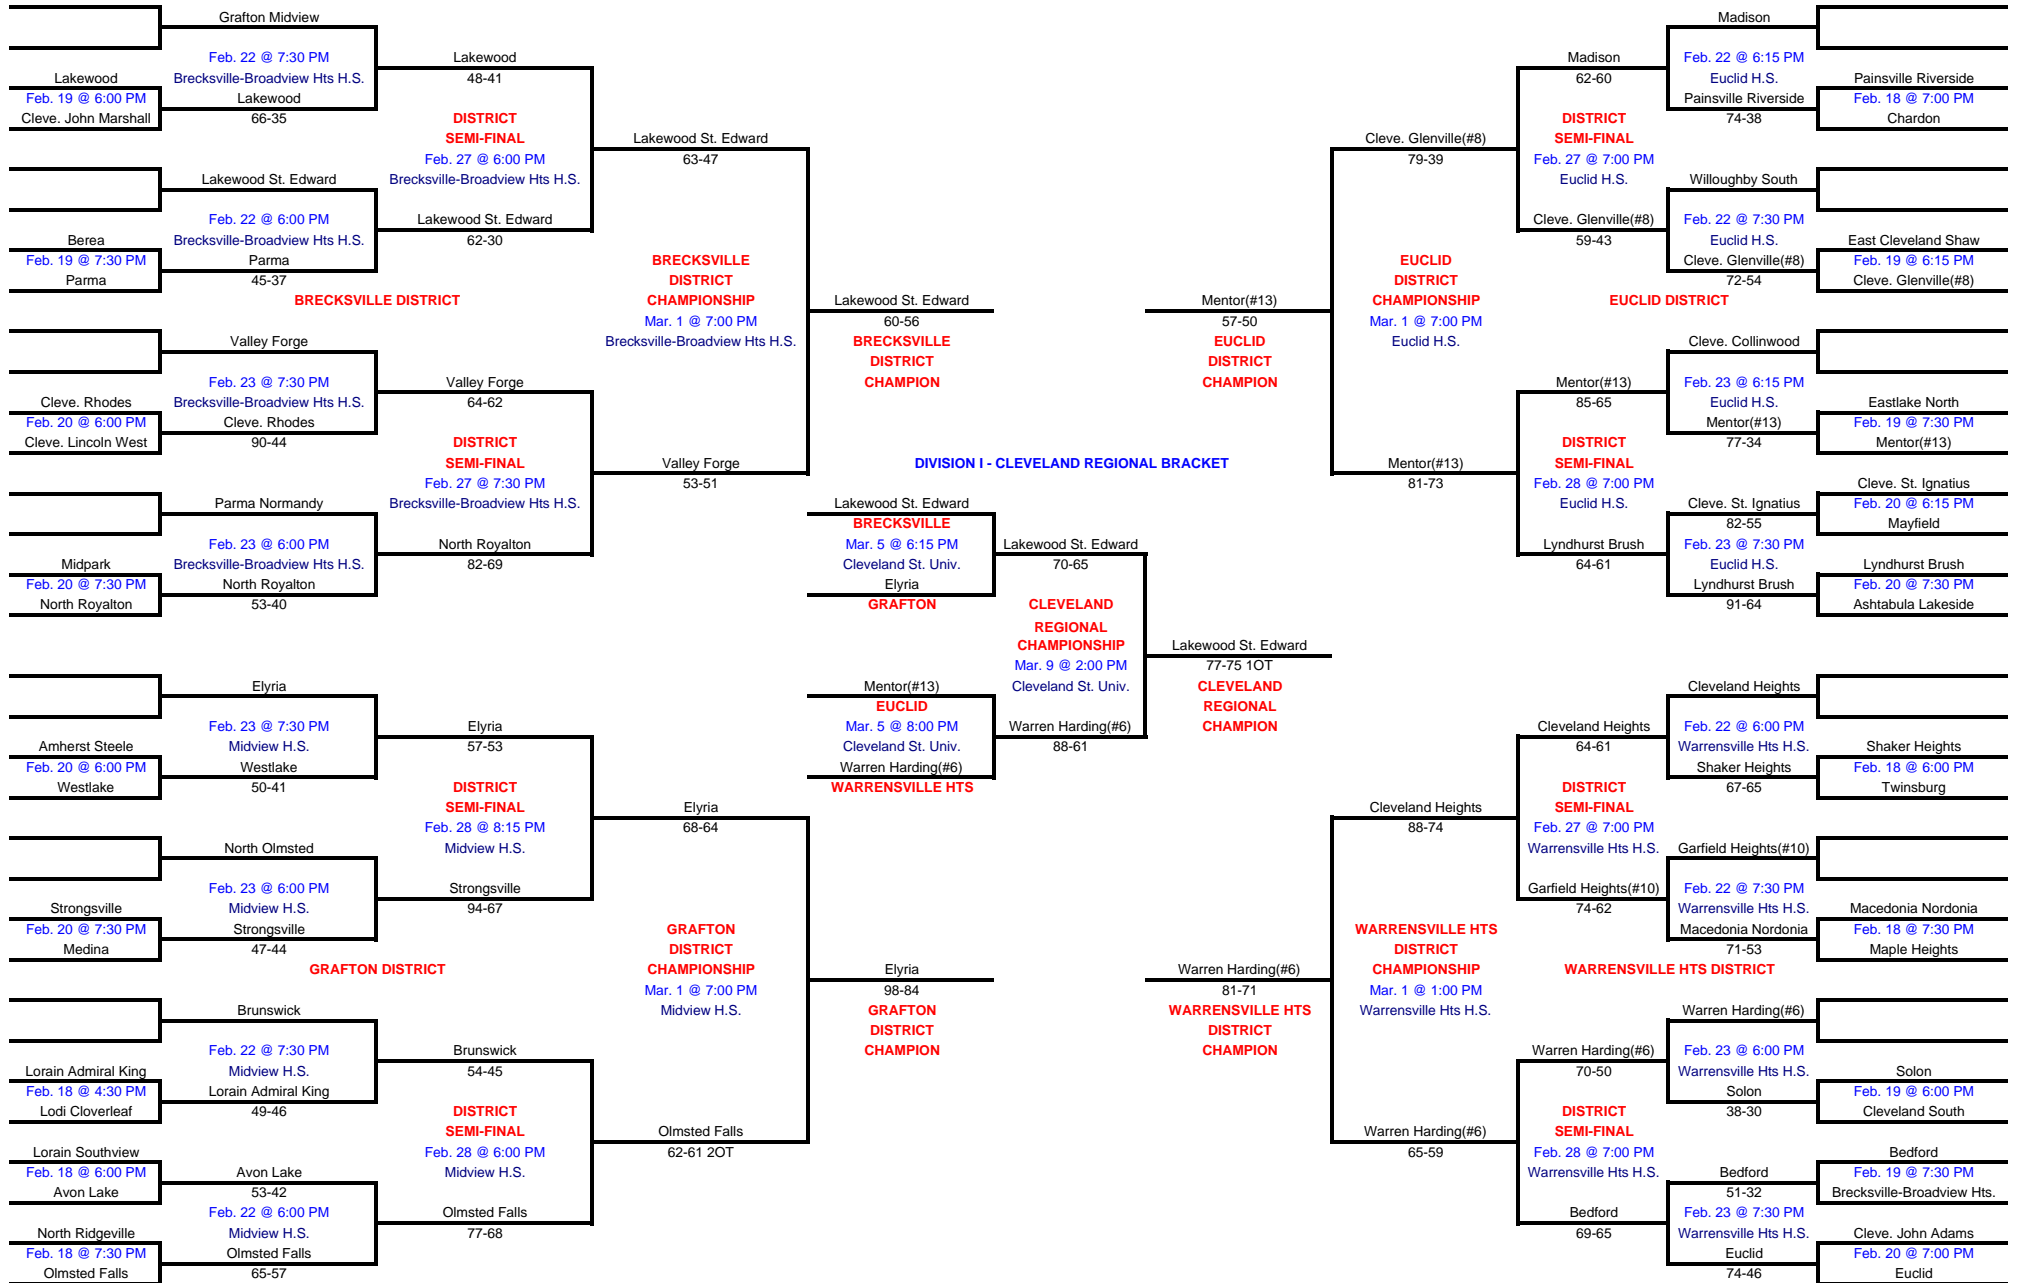 Grafton Midview
Feb. 22 @ 7:30 PM
Brecksville-Broadview Hts H.S.
Lakewood
Feb. 19 @ 6:00 PM
Cleve. John Marshall
Lakewood
66-35
Lakewood
48-41
DISTRICT
SEMI-FINAL
Feb. 27 @ 6:00 PM
Brecksville-Broadview Hts H.S.
Lakewood St. Edward
Feb. 22 @ 6:00 PM
Brecksville-Broadview Hts H.S.
Berea
Feb. 19 @ 7:30 PM
Parma
Parma
45-37
Lakewood St. Edward
62-30
Lakewood St. Edward
63-47
BRECKSVILLE DISTRICT
BRECKSVILLE
DISTRICT
CHAMPIONSHIP
Mar. 1 @ 7:00 PM
Brecksville-Broadview Hts H.S.
Lakewood St. Edward
60-56
BRECKSVILLE
DISTRICT
CHAMPION
Valley Forge
Feb. 23 @ 7:30 PM
Brecksville-Broadview Hts H.S.
Cleve. Rhodes
Feb. 20 @ 6:00 PM
Cleve. Lincoln West
Cleve. Rhodes
90-44
Valley Forge
64-62
DISTRICT
SEMI-FINAL
Feb. 27 @ 7:30 PM
Brecksville-Broadview Hts H.S.
Valley Forge
53-51
Parma Normandy
Feb. 23 @ 6:00 PM
Brecksville-Broadview Hts H.S.
Midpark
Feb. 20 @ 7:30 PM
North Royalton
North Royalton
53-40
North Royalton
82-69
Elyria
Feb. 23 @ 7:30 PM
Midview H.S.
Amherst Steele
Feb. 20 @ 6:00 PM
Westlake
Westlake
50-41
Elyria
57-53
DISTRICT
SEMI-FINAL
Feb. 28 @ 8:15 PM
Midview H.S.
Elyria
68-64
North Olmsted
Feb. 23 @ 6:00 PM
Midview H.S.
Strongsville
Feb. 20 @ 7:30 PM
Medina
Strongsville
47-44
Strongsville
94-67
GRAFTON DISTRICT
GRAFTON
DISTRICT
CHAMPIONSHIP
Mar. 1 @ 7:00 PM
Midview H.S.
Elyria
98-84
GRAFTON
DISTRICT
CHAMPION
Brunswick
Feb. 22 @ 7:30 PM
Midview H.S.
Lorain Admiral King
Feb. 18 @ 4:30 PM
Lodi Cloverleaf
Lorain Admiral King
49-46
Brunswick
54-45
DISTRICT
SEMI-FINAL
Feb. 28 @ 6:00 PM
Midview H.S.
Olmsted Falls
62-61 2OT
Lorain Southview
Feb. 18 @ 6:00 PM
Avon Lake
Avon Lake
53-42
Feb. 22 @ 6:00 PM
Midview H.S.
North Ridgeville
Feb. 18 @ 7:30 PM
Olmsted Falls
Olmsted Falls
65-57
Olmsted Falls
77-68
DIVISION I - CLEVELAND REGIONAL BRACKET
Lakewood St. Edward
BRECKSVILLE
Mar. 5 @ 6:15 PM
Cleveland St. Univ.
Elyria
GRAFTON
Lakewood St. Edward
70-65
CLEVELAND
REGIONAL
CHAMPIONSHIP
Mar. 9 @ 2:00 PM
Cleveland St. Univ.
Lakewood St. Edward
77-75 1OT
CLEVELAND
REGIONAL
CHAMPION
Mentor(#13)
EUCLID
Mar. 5 @ 8:00 PM
Cleveland St. Univ.
Warren Harding(#6)
WARRENSVILLE HTS
Warren Harding(#6)
88-61
Madison
Feb. 22 @ 6:15 PM
Euclid H.S.
Painsville Riverside
Feb. 18 @ 7:00 PM
Chardon
Painsville Riverside
74-38
Madison
62-60
DISTRICT
SEMI-FINAL
Feb. 27 @ 7:00 PM
Euclid H.S.
Cleve. Glenville(#8)
79-39
Willoughby South
Feb. 22 @ 7:30 PM
Euclid H.S.
East Cleveland Shaw
Feb. 19 @ 6:15 PM
Cleve. Glenville(#8)
Cleve. Glenville(#8)
72-54
Cleve. Glenville(#8)
59-43
EUCLID DISTRICT
EUCLID
DISTRICT
CHAMPIONSHIP
Mar. 1 @ 7:00 PM
Euclid H.S.
Mentor(#13)
57-50
EUCLID
DISTRICT
CHAMPION
Cleve. Collinwood
Feb. 23 @ 6:15 PM
Euclid H.S.
Eastlake North
Feb. 19 @ 7:30 PM
Mentor(#13)
Mentor(#13)
77-34
Mentor(#13)
85-65
DISTRICT
SEMI-FINAL
Feb. 28 @ 7:00 PM
Euclid H.S.
Mentor(#13)
81-73
Cleve. St. Ignatius
Feb. 20 @ 6:15 PM
Mayfield
Cleve. St. Ignatius
82-55
Feb. 23 @ 7:30 PM
Euclid H.S.
Lyndhurst Brush
Feb. 20 @ 7:30 PM
Ashtabula Lakeside
Lyndhurst Brush
91-64
Lyndhurst Brush
64-61
Cleveland Heights
Feb. 22 @ 6:00 PM
Warrensville Hts H.S.
Shaker Heights
Feb. 18 @ 6:00 PM
Twinsburg
Shaker Heights
67-65
Cleveland Heights
64-61
DISTRICT
SEMI-FINAL
Feb. 27 @ 7:00 PM
Warrensville Hts H.S.
Cleveland Heights
88-74
Garfield Heights(#10)
Feb. 22 @ 7:30 PM
Warrensville Hts H.S.
Macedonia Nordonia
Feb. 18 @ 7:30 PM
Maple Heights
Macedonia Nordonia
71-53
Garfield Heights(#10)
74-62
WARRENSVILLE HTS DISTRICT
WARRENSVILLE HTS
DISTRICT
CHAMPIONSHIP
Mar. 1 @ 1:00 PM
Warrensville Hts H.S.
Warren Harding(#6)
81-71
WARRENSVILLE HTS
DISTRICT
CHAMPION
Warren Harding(#6)
Feb. 23 @ 6:00 PM
Warrensville Hts H.S.
Solon
Feb. 19 @ 6:00 PM
Cleveland South
Solon
38-30
Warren Harding(#6)
70-50
DISTRICT
SEMI-FINAL
Feb. 28 @ 7:00 PM
Warrensville Hts H.S.
Warren Harding(#6)
65-59
Bedford
Feb. 19 @ 7:30 PM
Brecksville-Broadview Hts.
Bedford
51-32
Feb. 23 @ 7:30 PM
Warrensville Hts H.S.
Cleve. John Adams
Feb. 20 @ 7:00 PM
Euclid
Euclid
74-46
Bedford
69-65